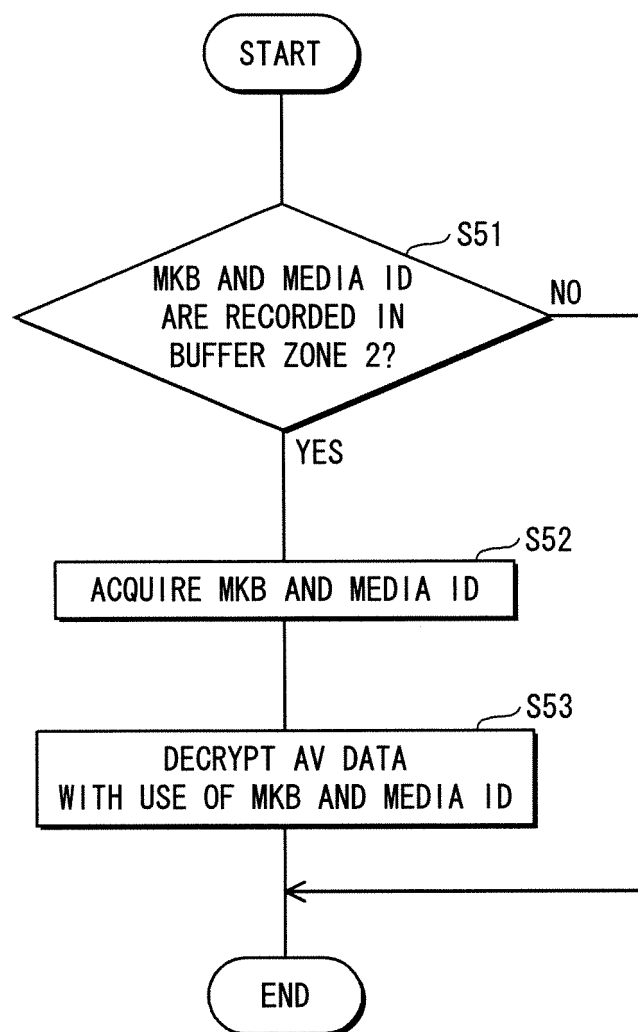 START
S51
MKB AND MEDIA ID
ARE RECORDED IN
BUFFER ZONE 2?
NO
YES
S52
ACQUIRE MKB AND MEDIA ID
S53
DECRYPT AV DATA
WITH USE OF MKB AND MEDIA ID
END